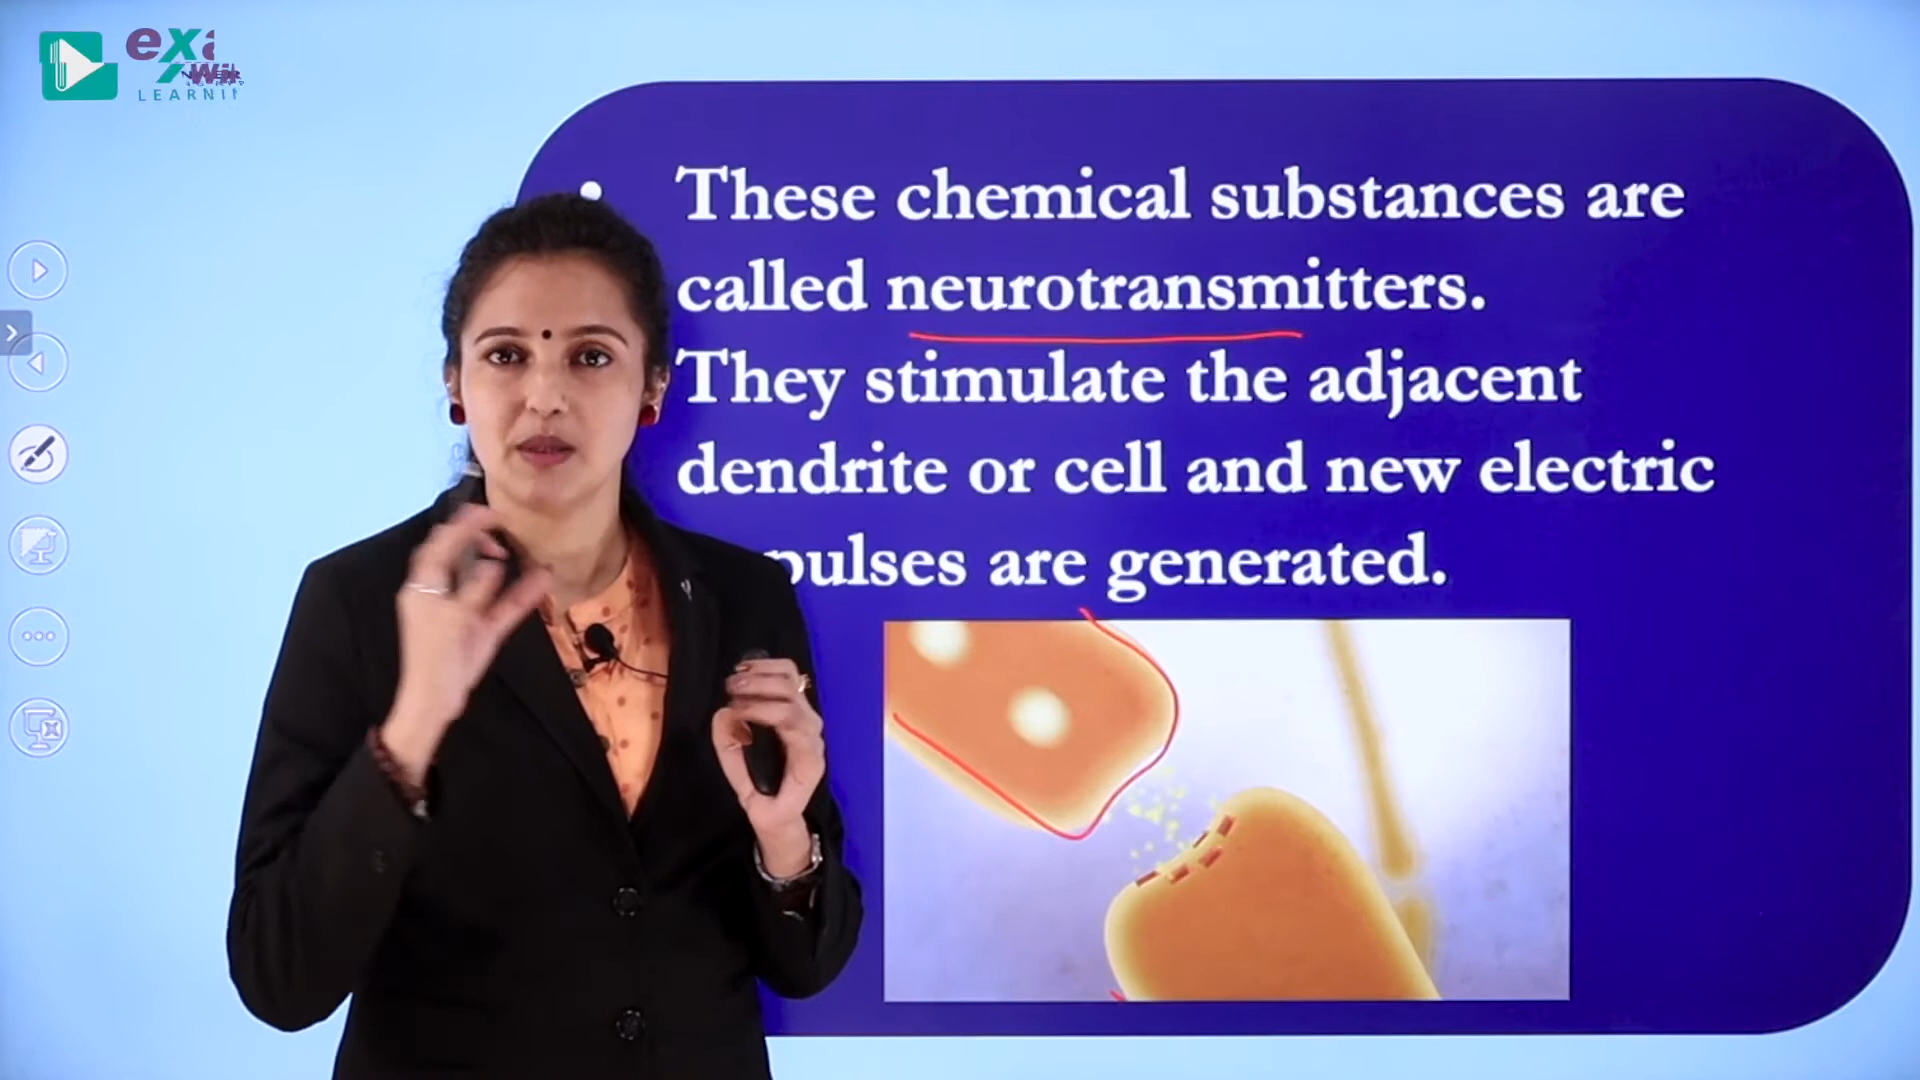 LEARNI
These chemical substances are
called neurotransmitters.
They stimulate the adjacent
dendrite or cell and new electric
pulses are generated.